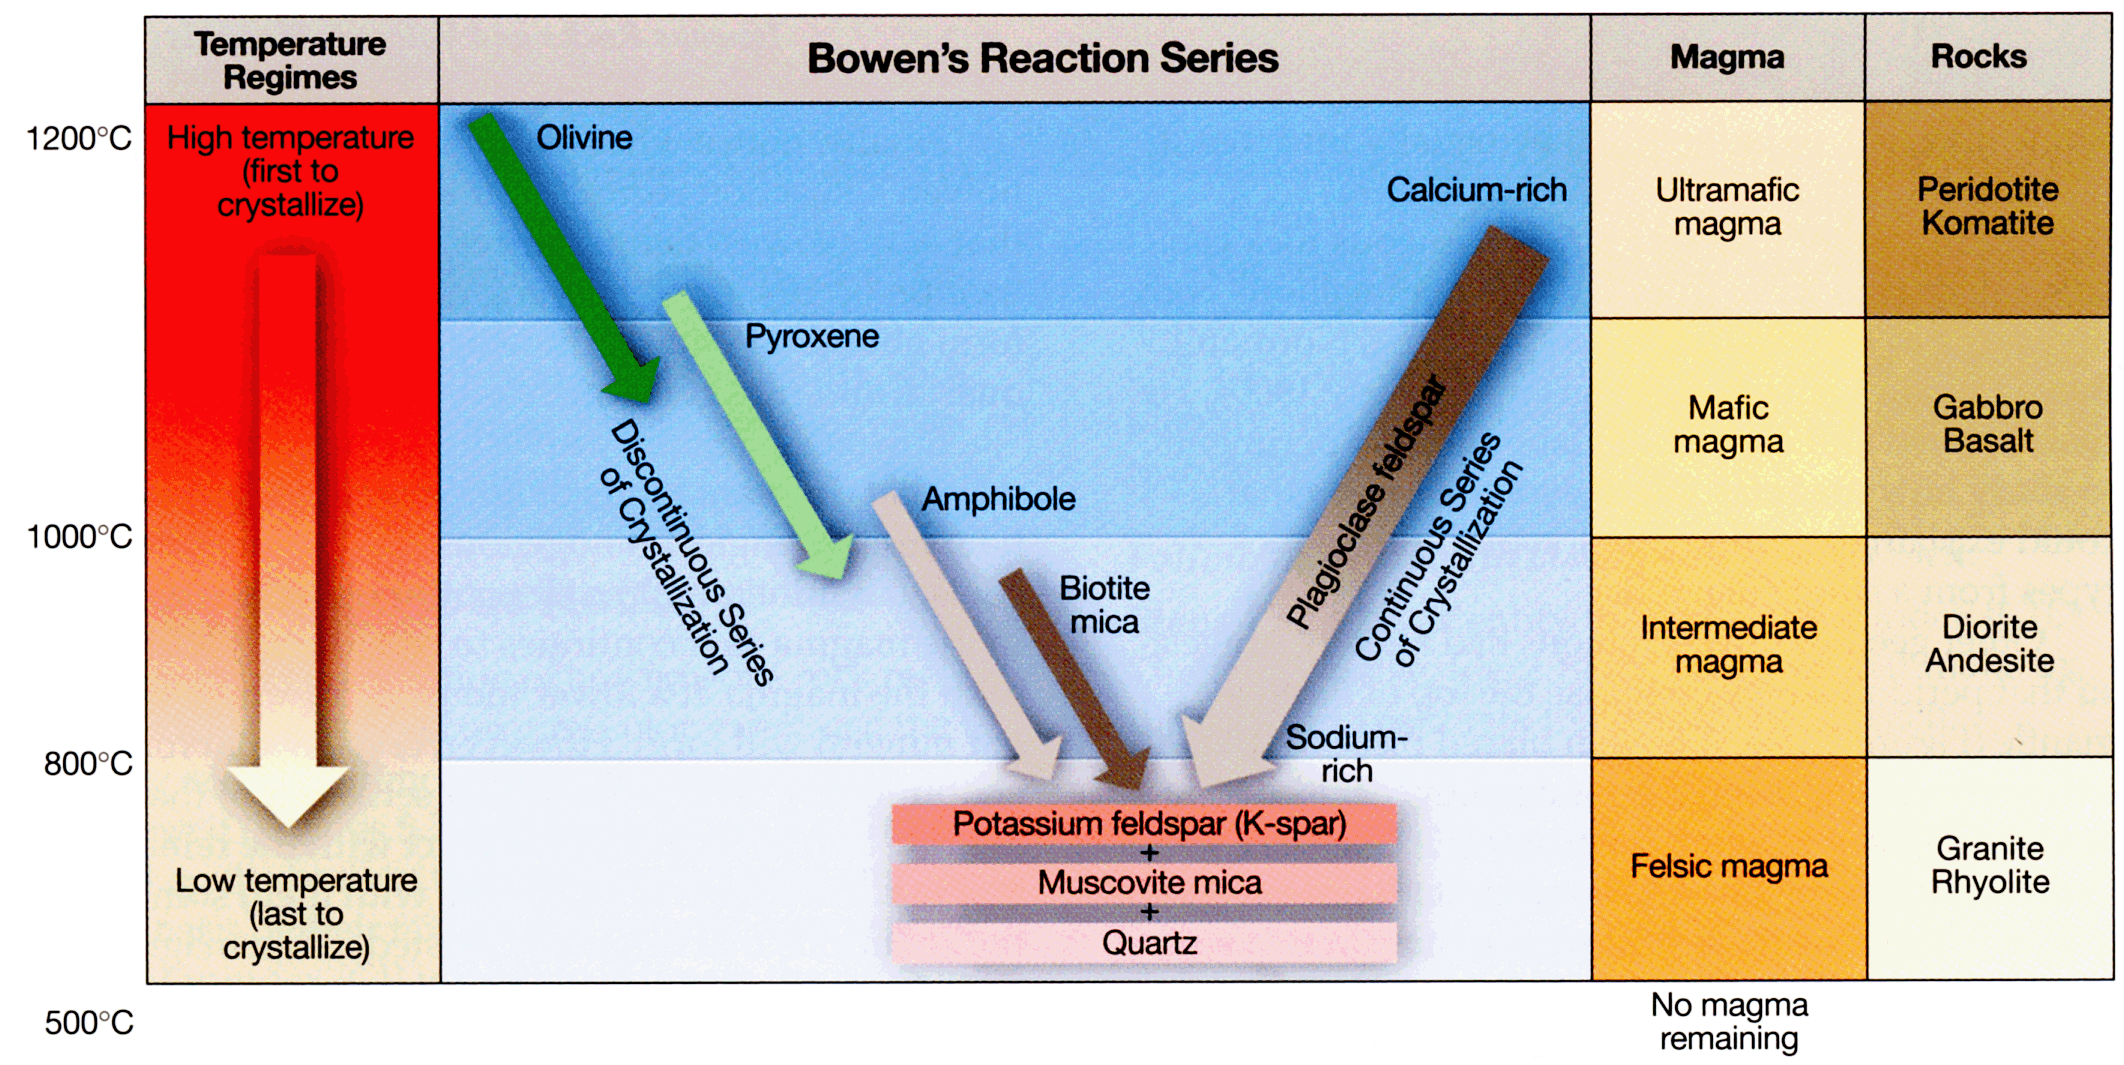 Temperature
Regimes
Bowen's Reaction Series
Magma
Rocks
1200°C
High temperature
(first to
crystallize)
Olivine
Calcium-rich
Ultramafic
magma
Peridotite
Komatite
Pyroxene
Mafic
magma
Gabbro
Basalt
Discontinuous Series
of Crystallization
Plagioclase feldspar
Continuous Series
of Crystallization
Amphibole
1000°C
Biotite
mica
Intermediate
magma
Diorite
Andesite
Sodium-
rich
800°C
Potassium feldspar (K-spar)
+
Muscovite mica
+
Quartz
Low temperature
(last to
crystallize)
Felsic magma
Granite
Rhyolite
500°C
No magma
remaining